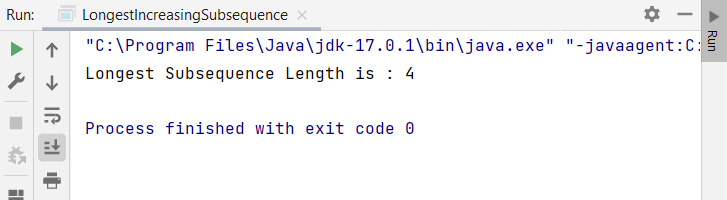 Run: LongestIncreasingSubsequence
Run
"C:\Program Files\Java\jdk-17.0.1\bin\java.exe" "-javaagent:C:
Longest Subsequence Length is : 4
Process finished with exit code 0